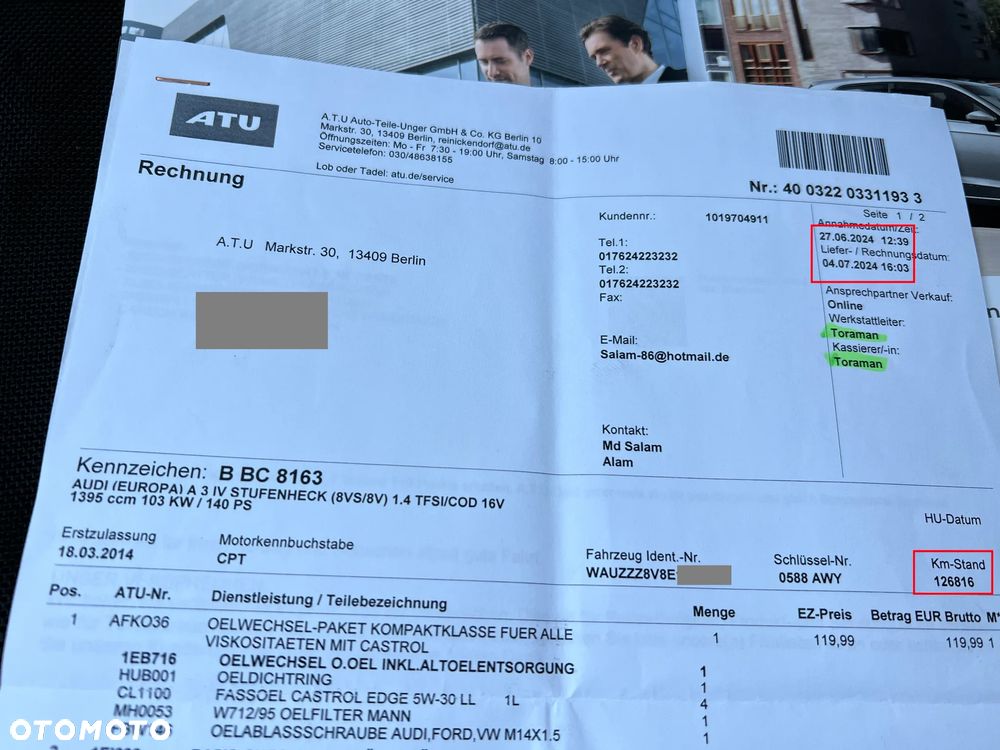 ATU
A.T.U Auto-Teile-Unger GmbH & Co. KG Berlin 10
Markstr. 30, 13409 Berlin, reinickendorf@atu.de
Öffnungszeiten: Mo - Fr 7:30 - 19:00 Uhr, Samstag 8:00 - 15:00 Uhr
Servicetelefon: 030/48638155
Lob oder Tadel: atu.de/service
Rechnung
Nr.: 40 0322 0331193 3
Seite 1 / 2
A.T.U Markstr. 30, 13409 Berlin
Kundennr.: 1019704911
Tel.1:
017624223232
Tel.2:
017624223232
Fax:
E-Mail:
Salam-86@hotmail.de
Kontakt:
Md Salam
Alam
Annahmedatum/Zeit:
27.06.2024 12:39
Liefer- / Rechnungsdatum:
04.07.2024 16:03
Ansprechpartner Verkauf:
Online
Werkstattleiter:
Toraman
Kassierer/-in:
Toraman
Kennzeichen: B BC 8163
AUDI (EUROPA) A 3 IV STUFENHECK (8VS/8V) 1.4 TFSI/COD 16V
1395 ccm 103 KW / 140 PS
HU-Datum
Erstzulassung Motorkennbuchstabe Fahrzeug Ident.-Nr. Schlüssel-Nr. Km-Stand
18.03.2014 CPT WAUZZZ8V8E 0588 AWY 126816
Pos. ATU-Nr. Dienstleistung / Teilebezeichnung Menge EZ-Preis Betrag EUR Brutto M*
1 AFKO36 OELWECHSEL-PAKET KOMPAKTKLASSE FUER ALLE 1 119,99 119,99 1
VISKOSITAETEN MIT CASTROL
1EB716 OELWECHSEL O.OEL INKL.ALTOELENTSORGUNG 1
HUB001 OELDICHTRING 1
CL1100 FASSOEL CASTROL EDGE 5W-30 LL 1L 4
MH0053 W712/95 OELFILTER MANN 1
OELABLASSSCHRAUBE AUDI,FORD,VW M14X1.5 1
OTOMOTO